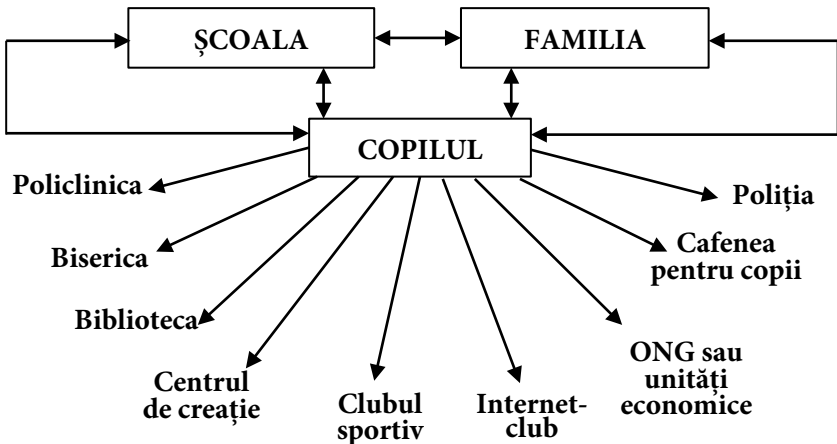 ȘCOALA
FAMILIA
COPILUL
Policlinica
Poliția
Biserica
Cafenea
pentru copii
Biblioteca
Centrul
de creație
Clubul
sportiv
Internet-
club
ONG sau
unități
economice